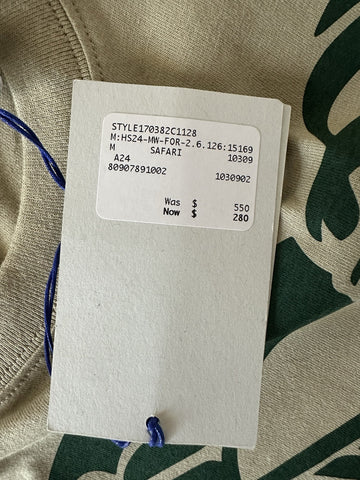 STYLE170382C1128
M:HS24-MW-FOR-2.6.126:15169
M SAFARI 10309
A24
80907891002 1030902
Was $ 550
Now $ 280